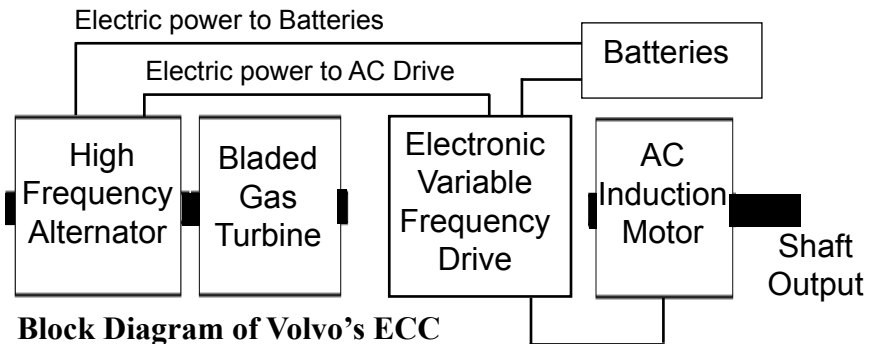 Electric power to Batteries
Batteries
Electric power to AC Drive
High
Frequency
Alternator
Bladed
Gas
Turbine
Electronic
Variable
Frequency
Drive
AC
Induction
Motor
Shaft
Output
Block Diagram of Volvo's ECC